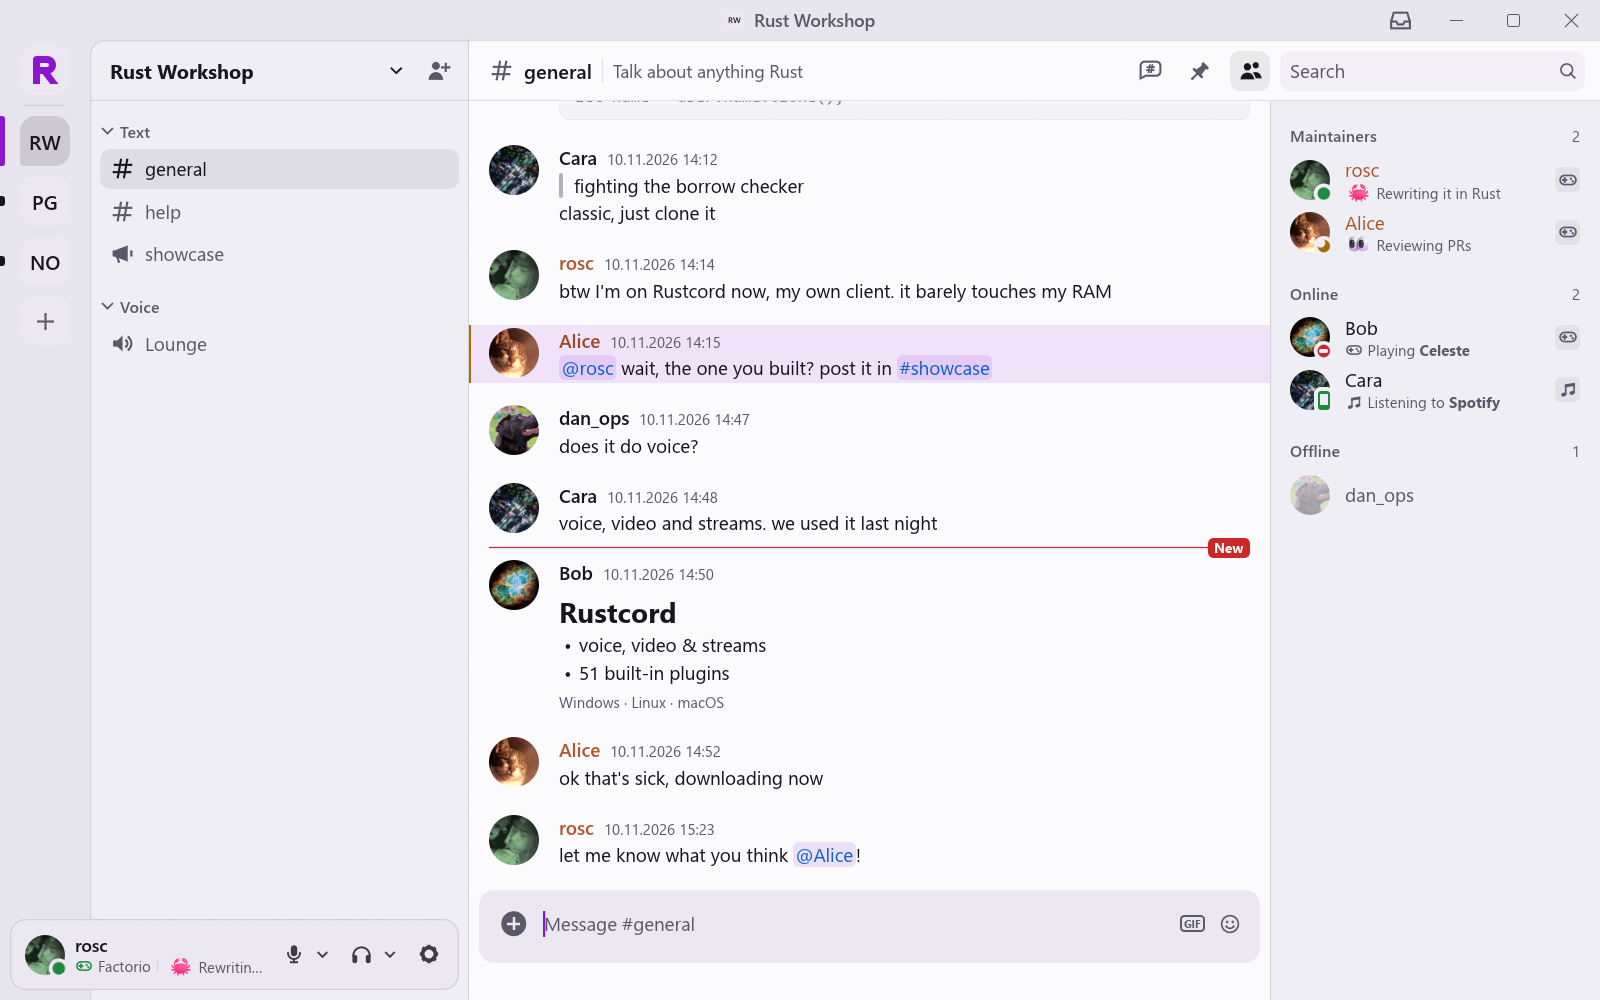 RW Rust Workshop
R
RW
PG
NO
Rust Workshop
Text
general
help
showcase
Voice
Lounge
rosc
Factorio
Rewritin...
# general
Talk about anything Rust
Search
Cara 10.11.2026 14:12
fighting the borrow checker
classic, just clone it
rosc 10.11.2026 14:14
btw I'm on Rustcord now, my own client. it barely touches my RAM
Alice 10.11.2026 14:15
@rosc wait, the one you built? post it in #showcase
dan_ops 10.11.2026 14:47
does it do voice?
Cara 10.11.2026 14:48
voice, video and streams. we used it last night
New
Bob 10.11.2026 14:50
Rustcord
• voice, video & streams
• 51 built-in plugins
Windows · Linux · macOS
Alice 10.11.2026 14:52
ok that's sick, downloading now
rosc 10.11.2026 15:23
let me know what you think @Alice!
Message #general
GIF
Maintainers 2
rosc
Rewriting it in Rust
Alice
Reviewing PRs
Online 2
Bob
Playing Celeste
Cara
Listening to Spotify
Offline 1
dan_ops